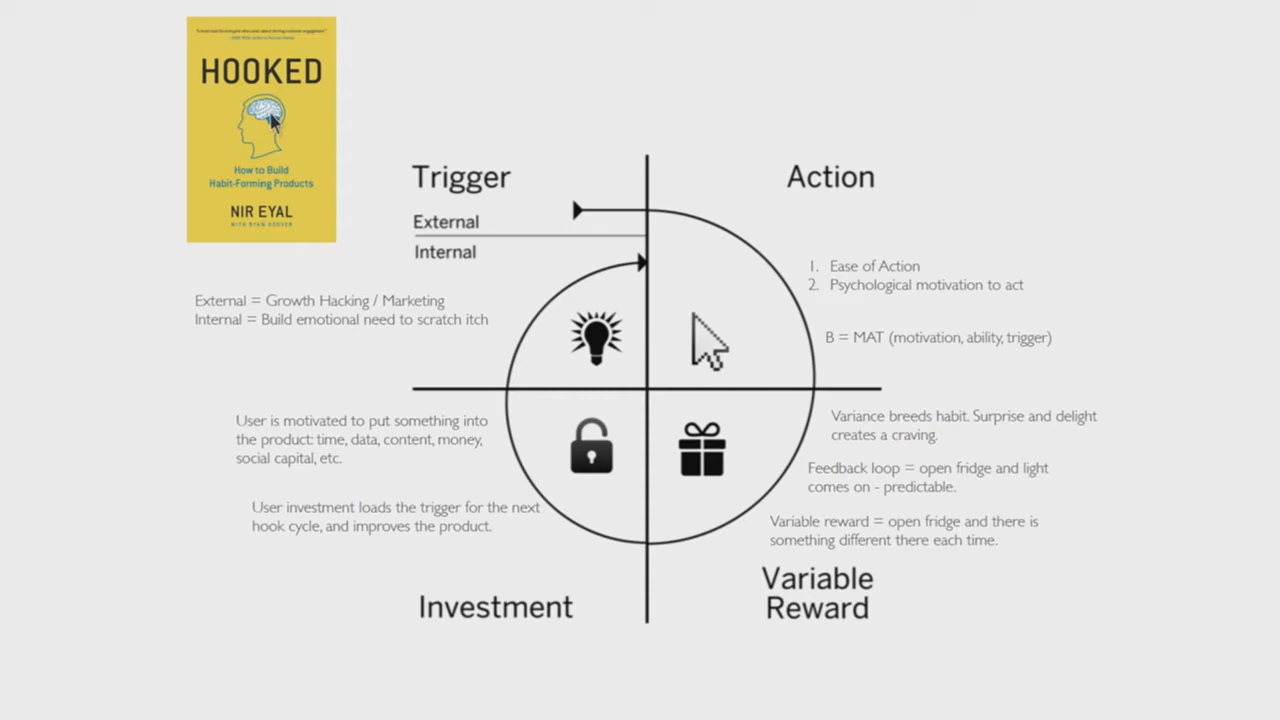 HOOKED
How to Build
Habit-Forming Products
NIR EYAL
WITH RYAN HOOVER
Trigger
External
Internal
External = Growth Hacking / Marketing
Internal = Build emotional need to scratch itch
Action
1. Ease of Action
2. Psychological motivation to act
B = MAT (motivation, ability, trigger)
Variance breeds habit. Surprise and delight
creates a craving.
Feedback loop = open fridge and light
comes on - predictable.
Variable reward = open fridge and there is
something different there each time.
Variable
Reward
User is motivated to put something into
the product: time, data, content, money,
social capital, etc.
User investment loads the trigger for the next
hook cycle, and improves the product.
Investment